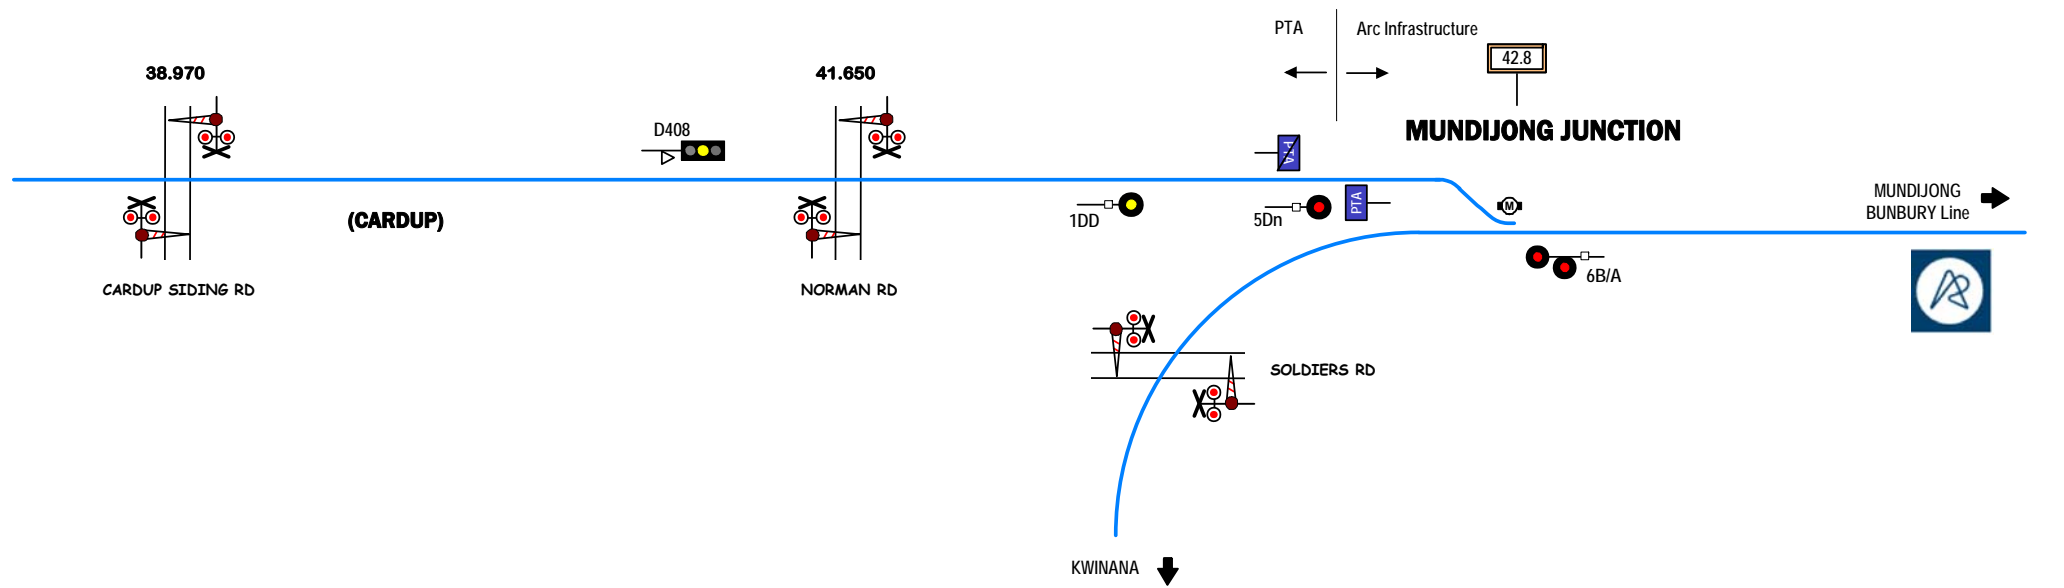 PTA
Arc Infrastructure
38.970
41.650
42.8
D408
MUNDIJONG JUNCTION
PTA
1DD
5Dn
PTA
M
MUNDIJONG
BUNBURY Line
(CARDUP)
6B/A
CARDUP SIDING RD
NORMAN RD
SOLDIERS RD
KWINANA